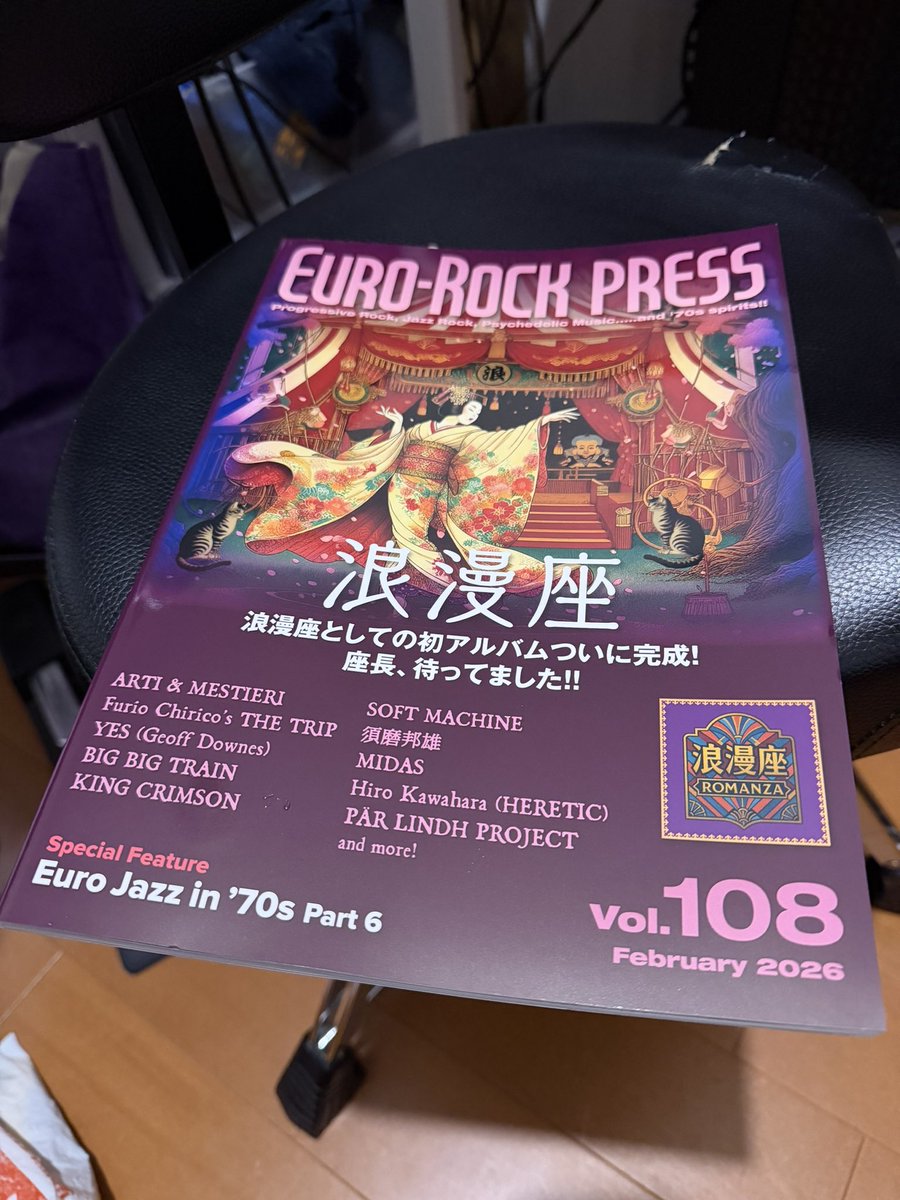 EURO-ROCK PRESS
Progressive Rock, Jazz Rock, Psychedelic Music.....and '70s spirits!!
浪
浪漫座
浪漫座としての初アルバムついに完成!
座長、待ってました!!
ARTI & MESTIERI
Furio Chirico's THE TRIP
YES (Geoff Downes)
BIG BIG TRAIN
KING CRIMSON
SOFT MACHINE
須磨邦雄
MIDAS
Hiro Kawahara (HERETIC)
PÄR LINDH PROJECT
and more!
浪漫座
ROMANZA
Special Feature
Euro Jazz in '70s Part 6
Vol.108
February 2026